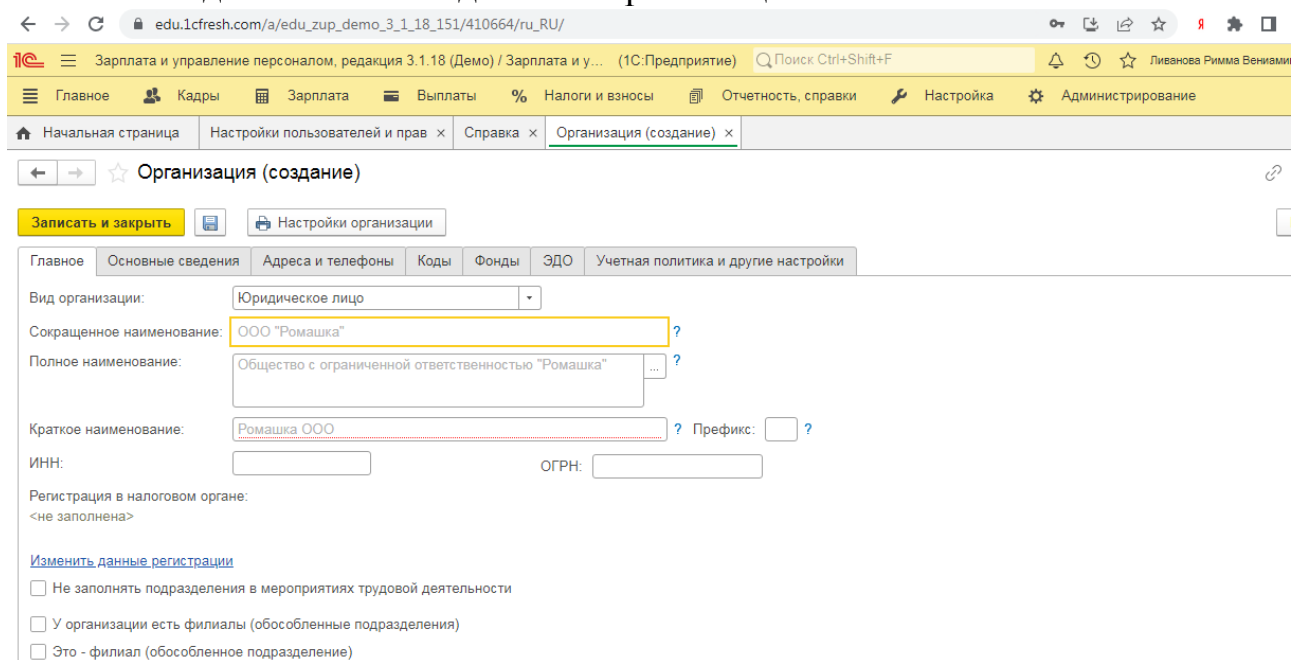 edu.1cfresh.com/a/edu_zup_demo_3_1_18_151/410664/ru_RU/
Я
1С Зарплата и управление персоналом, редакция 3.1.18 (Демо) / Зарплата и у... (1С:Предприятие) Поиск Ctrl+Shift+F Ливанова Римма Вениами
Главное Кадры Зарплата Выплаты % Налоги и взносы Отчетность, справки Настройка Администрирование
Начальная страница Настройки пользователей и прав × Справка × Организация (создание) ×
Организация (создание)
Записать и закрыть Настройки организации
Главное Основные сведения Адреса и телефоны Коды Фонды ЭДО Учетная политика и другие настройки
Вид организации: Юридическое лицо
Сокращенное наименование: ООО "Ромашка" ?
Полное наименование: Общество с ограниченной ответственностью "Ромашка" ... ?
Краткое наименование: Ромашка ООО ? Префикс: ?
ИНН: ОГРН:
Регистрация в налоговом органе:
<не заполнена>
Изменить данные регистрации
Не заполнять подразделения в мероприятиях трудовой деятельности
У организации есть филиалы (обособленные подразделения)
Это - филиал (обособленное подразделение)